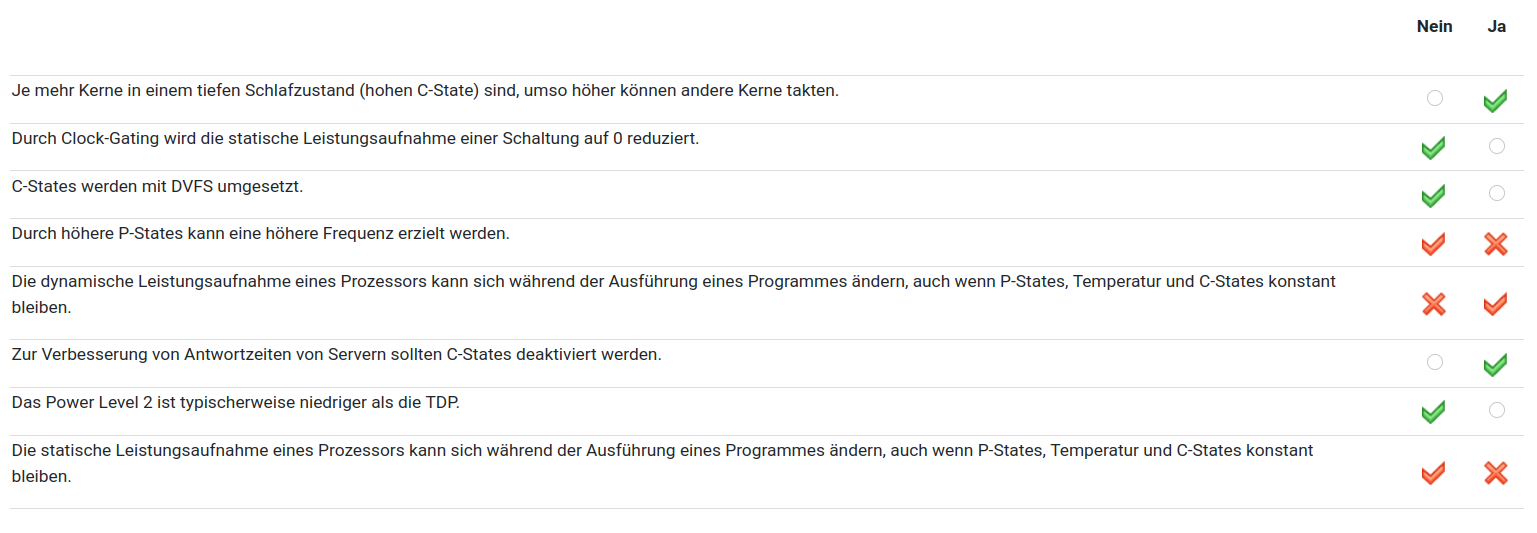 Nein Ja
Je mehr Kerne in einem tiefen Schlafzustand (hohen C-State) sind, umso höher können andere Kerne takten.
Durch Clock-Gating wird die statische Leistungsaufnahme einer Schaltung auf 0 reduziert.
C-States werden mit DVFS umgesetzt.
Durch höhere P-States kann eine höhere Frequenz erzielt werden.
Die dynamische Leistungsaufnahme eines Prozessors kann sich während der Ausführung eines Programmes ändern, auch wenn P-States, Temperatur und C-States konstant
bleiben.
Zur Verbesserung von Antwortzeiten von Servern sollten C-States deaktiviert werden.
Das Power Level 2 ist typischerweise niedriger als die TDP.
Die statische Leistungsaufnahme eines Prozessors kann sich während der Ausführung eines Programmes ändern, auch wenn P-States, Temperatur und C-States konstant
bleiben.